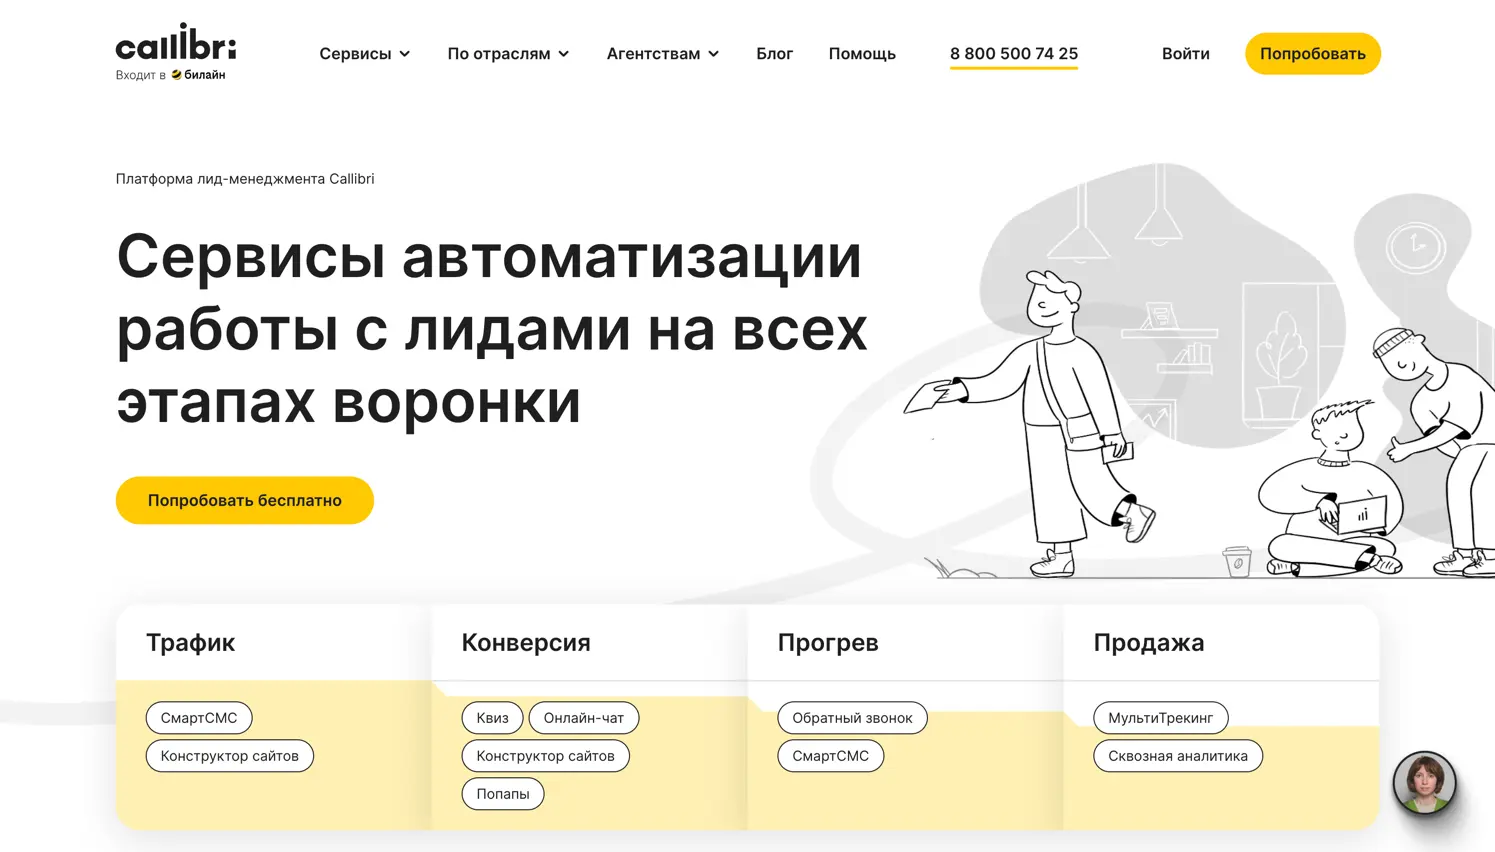 callibri
Входит в билайн
Сервисы
По отраслям
Агентствам
Блог
Помощь
8 800 500 74 25
Войти
Попробовать
Платформа лид-менеджмента Callibri
Сервисы автоматизации
работы с лидами на всех
этапах воронки
Попробовать бесплатно
Трафик
СмартСМС
Конструктор сайтов
Конверсия
Квиз
Онлайн-чат
Конструктор сайтов
Попапы
Прогрев
Обратный звонок
СмартСМС
Продажа
МультиТрекинг
Сквозная аналитика